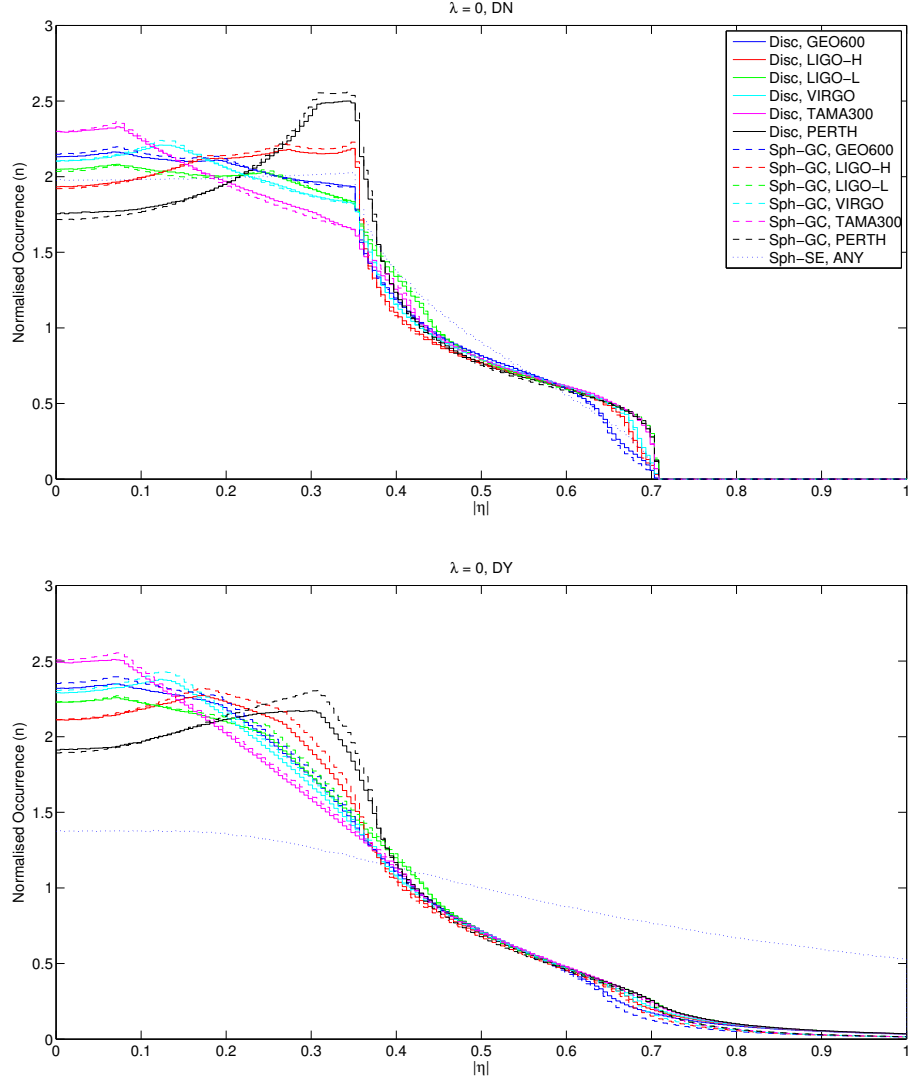 λ = 0, DN
3
2.5
2
1.5
1
0.5
0
Normalised Occurrence (n)
Disc, GEO600
Disc, LIGO−H
Disc, LIGO−L
Disc, VIRGO
Disc, TAMA300
Disc, PERTH
Sph−GC, GEO600
Sph−GC, LIGO−H
Sph−GC, LIGO−L
Sph−GC, VIRGO
Sph−GC, TAMA300
Sph−GC, PERTH
Sph−SE, ANY
0 0.1 0.2 0.3 0.4 0.5 0.6 0.7 0.8 0.9 1
|η|
λ = 0, DY
3
2.5
2
1.5
1
0.5
0
Normalised Occurrence (n)
0 0.1 0.2 0.3 0.4 0.5 0.6 0.7 0.8 0.9 1
|η|